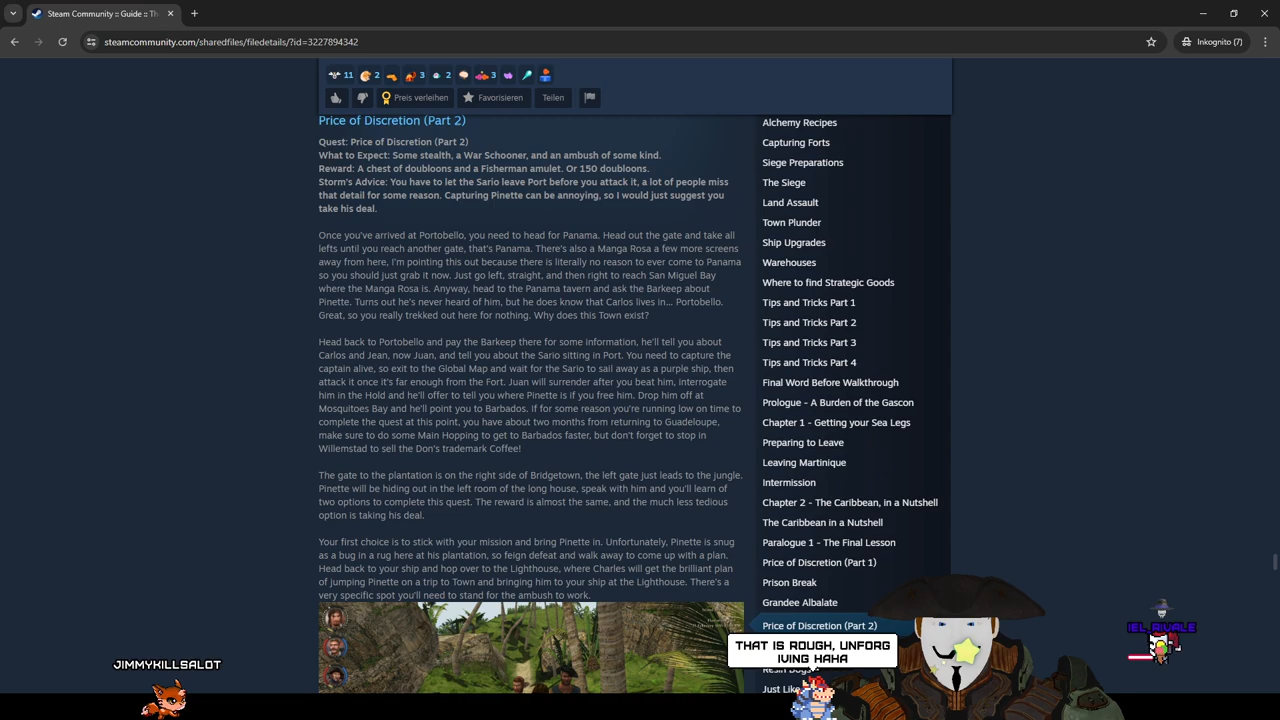 Steam Community :: Guide :: Th
steamcommunity.com/sharedfiles/filedetails/?id=3227894342
Inkognito (7)
11
2
3
2
3
Preis verleihen
Favorisieren
Teilen
Price of Discretion (Part 2)
Quest: Price of Discretion (Part 2)
What to Expect: Some stealth, a War Schooner, and an ambush of some kind.
Reward: A chest of doubloons and a Fisherman amulet. Or 150 doubloons.
Storm's Advice: You have to let the Sario leave Port before you attack it, a lot of people miss
that detail for some reason. Capturing Pinette can be annoying, so I would just suggest you
take his deal.
Once you've arrived at Portobello, you need to head for Panama. Head out the gate and take all
lefts until you reach another gate, that's Panama. There's also a Manga Rosa a few more screens
away from here, I'm pointing this out because there is literally no reason to ever come to Panama
so you should just grab it now. Just go left, straight, and then right to reach San Miguel Bay
where the Manga Rosa is. Anyway, head to the Panama tavern and ask the Barkeep about
Pinette. Turns out he's never heard of him, but he does know that Carlos lives in... Portobello.
Great, so you really trekked out here for nothing. Why does this Town exist?
Head back to Portobello and pay the Barkeep there for some information, he'll tell you about
Carlos and Jean, now Juan, and tell you about the Sario sitting in Port. You need to capture the
captain alive, so exit to the Global Map and wait for the Sario to sail away as a purple ship, then
attack it once it's far enough from the Fort. Juan will surrender after you beat him, interrogate
him in the Hold and he'll offer to tell you where Pinette is if you free him. Drop him off at
Mosquitoes Bay and he'll point you to Barbados. If for some reason you're running low on time to
complete the quest at this point, you have about two months from returning to Guadeloupe,
make sure to do some Main Hopping to get to Barbados faster, but don't forget to stop in
Willemstad to sell the Don's trademark Coffee!
The gate to the plantation is on the right side of Bridgetown, the left gate just leads to the jungle.
Pinette will be hiding out in the left room of the long house, speak with him and you'll learn of
two options to complete this quest. The reward is almost the same, and the much less tedious
option is taking his deal.
Your first choice is to stick with your mission and bring Pinette in. Unfortunately, Pinette is snug
as a bug in a rug here at his plantation, so feign defeat and walk away to come up with a plan.
Head back to your ship and hop over to the Lighthouse, where Charles will get the brilliant plan
of jumping Pinette on a trip to Town and bringing him to your ship at the Lighthouse. There's a
very specific spot you'll need to stand for the ambush to work.
Alchemy Recipes
Capturing Forts
Siege Preparations
The Siege
Land Assault
Town Plunder
Ship Upgrades
Warehouses
Where to find Strategic Goods
Tips and Tricks Part 1
Tips and Tricks Part 2
Tips and Tricks Part 3
Tips and Tricks Part 4
Final Word Before Walkthrough
Prologue - A Burden of the Gascon
Chapter 1 - Getting your Sea Legs
Preparing to Leave
Leaving Martinique
Intermission
Chapter 2 - The Caribbean, in a Nutshell
The Caribbean in a Nutshell
Paralogue 1 - The Final Lesson
Price of Discretion (Part 1)
Prison Break
Grandee Albalate
Price of Discretion (Part 2)
Just Lik
THAT IS ROUGH, UNFORG
IVING HAHA
JIMMYKILLSALOT
IEL_RIVALE